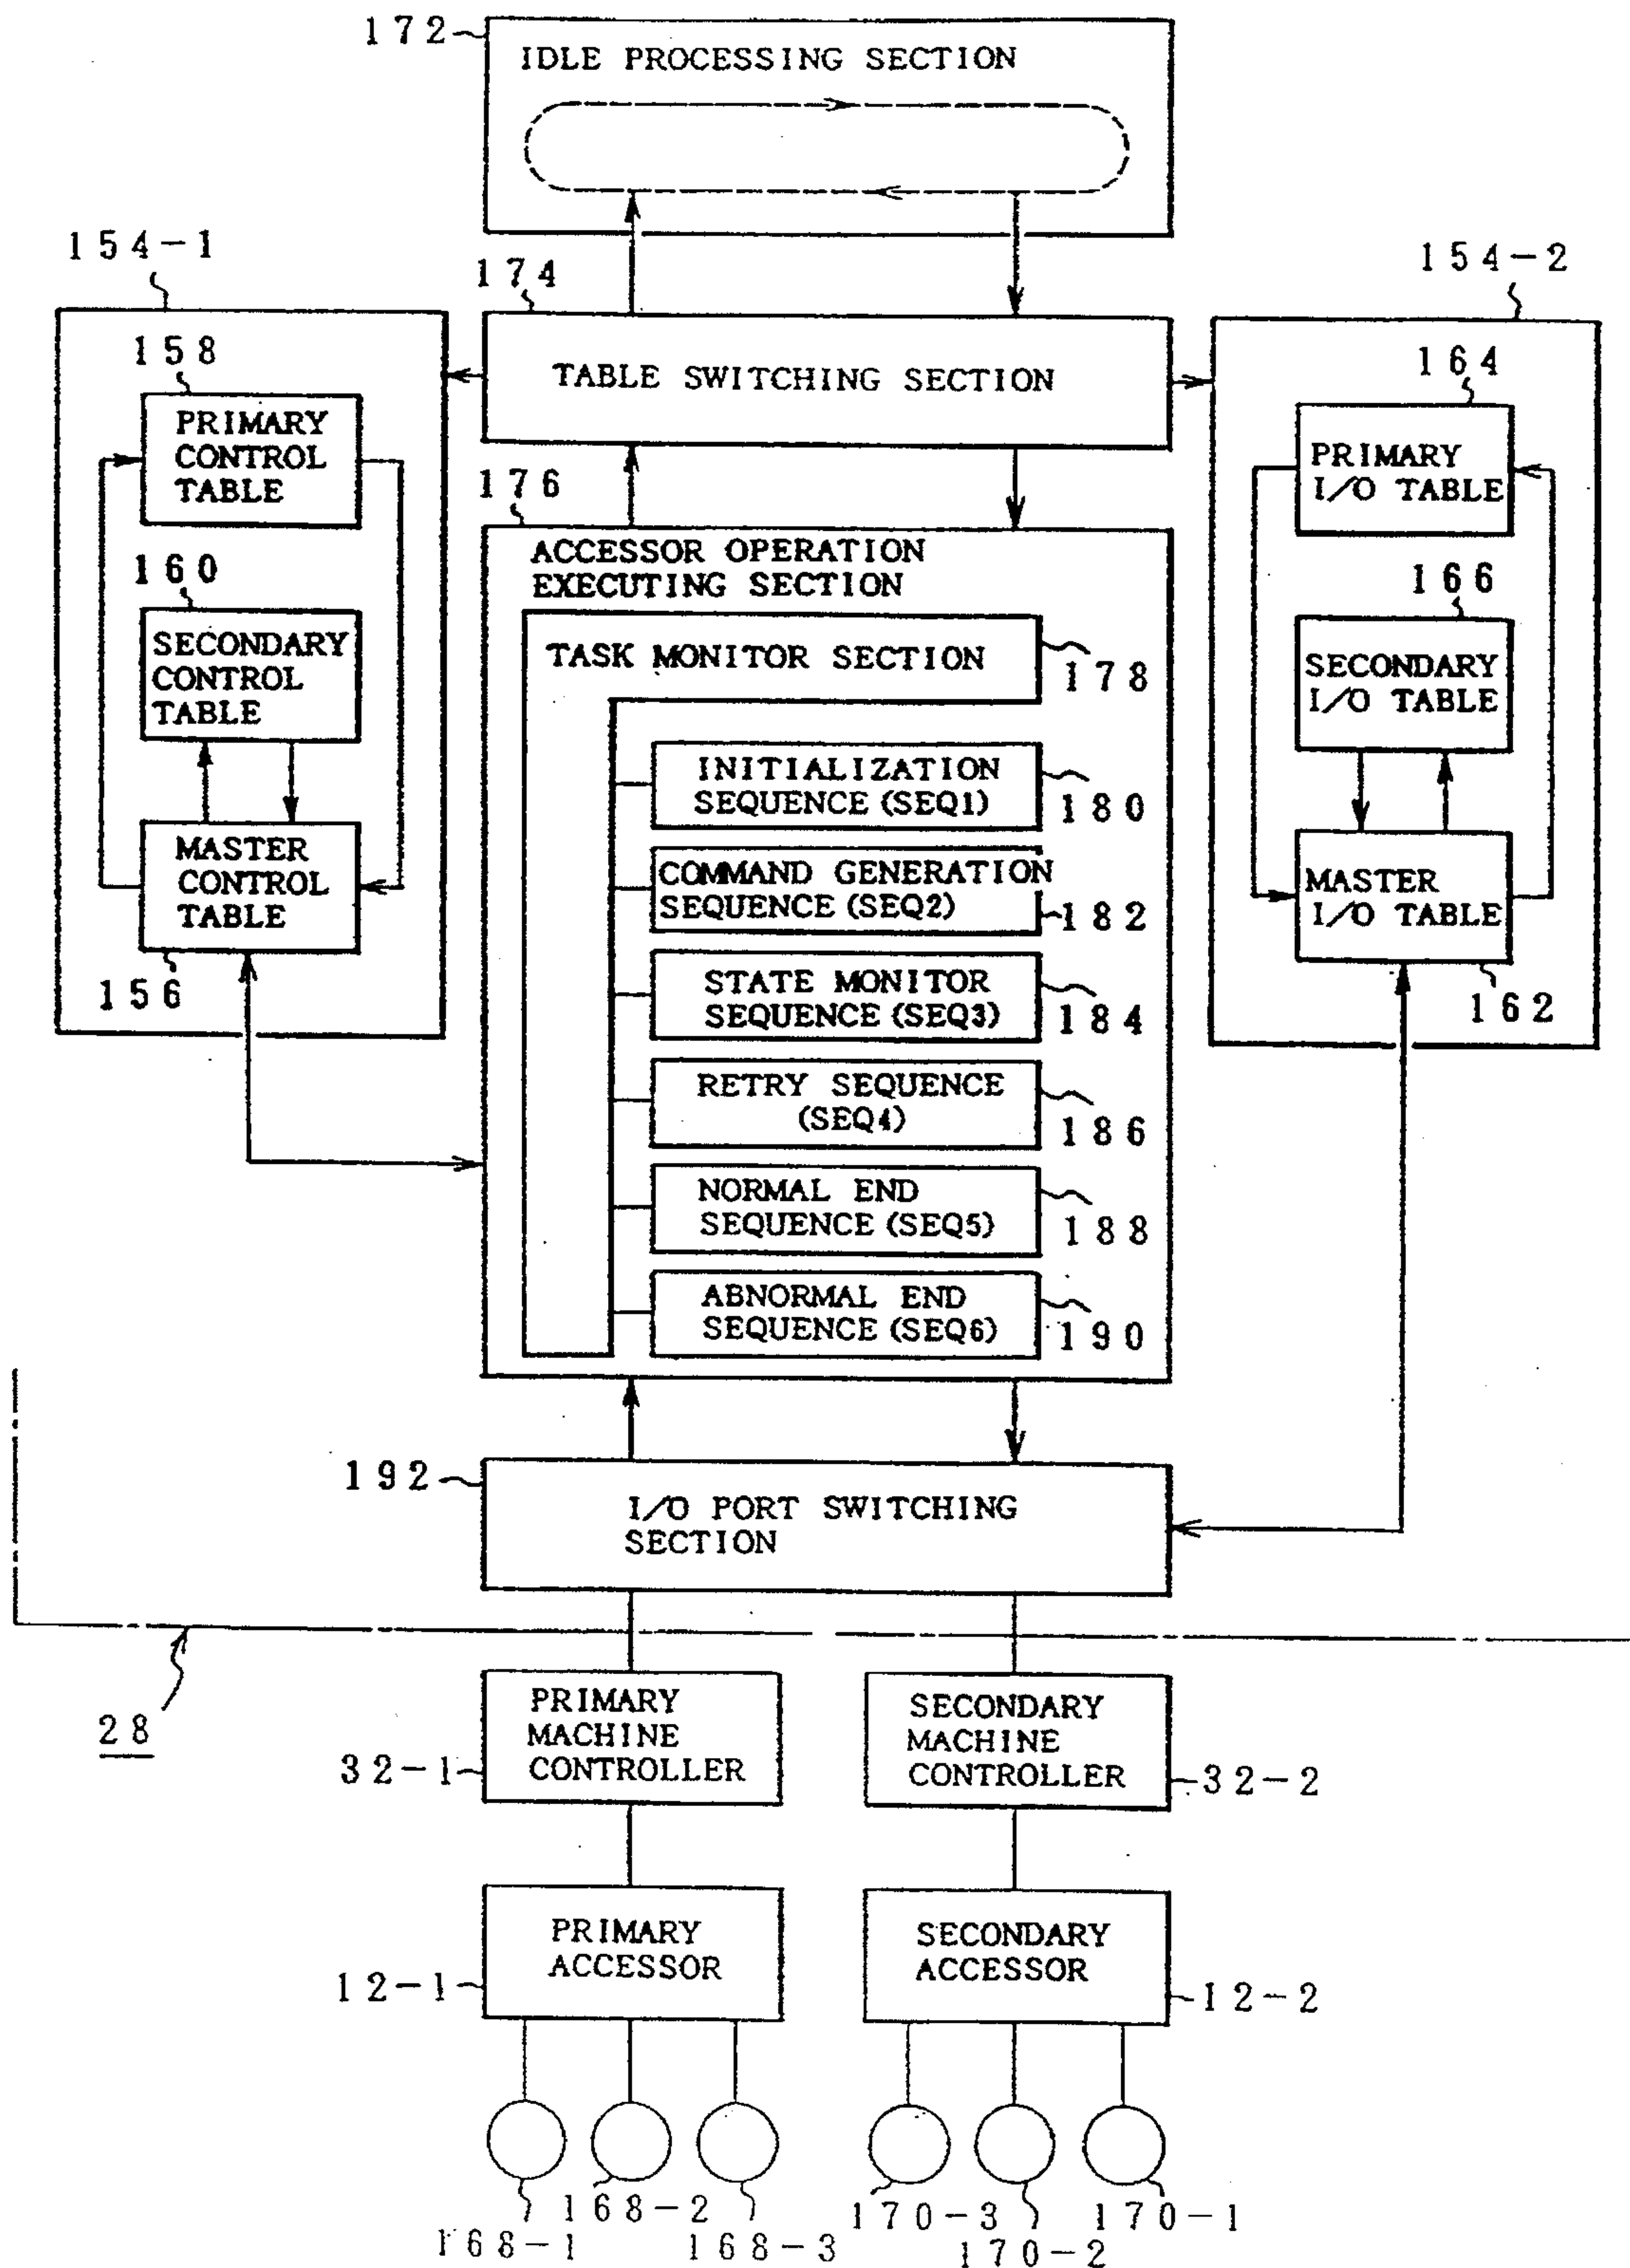 172
IDLE PROCESSING SECTION
154-1
174
154-2
TABLE SWITCHING SECTION
158
PRIMARY
CONTROL
TABLE
164
PRIMARY
I/O TABLE
176
ACCESSOR OPERATION
EXECUTING SECTION
160
SECONDARY
CONTROL
TABLE
166
SECONDARY
I/O TABLE
TASK MONITOR SECTION
178
INITIALIZATION
SEQUENCE (SEQ1)
180
MASTER
CONTROL
TABLE
156
COMMAND GENERATION
SEQUENCE (SEQ2)
182
MASTER
I/O TABLE
162
STATE MONITOR
SEQUENCE (SEQ3)
184
RETRY SEQUENCE
(SEQ4)
186
NORMAL END
SEQUENCE (SEQ5)
188
ABNORMAL END
SEQUENCE (SEQ6)
190
192
I/O PORT SWITCHING
SECTION
28
PRIMARY
MACHINE
CONTROLLER
32-1
SECONDARY
MACHINE
CONTROLLER
32-2
PRIMARY
ACCESSOR
12-1
SECONDARY
ACCESSOR
12-2
168-1
168-2
168-3
170-3
170-2
170-1